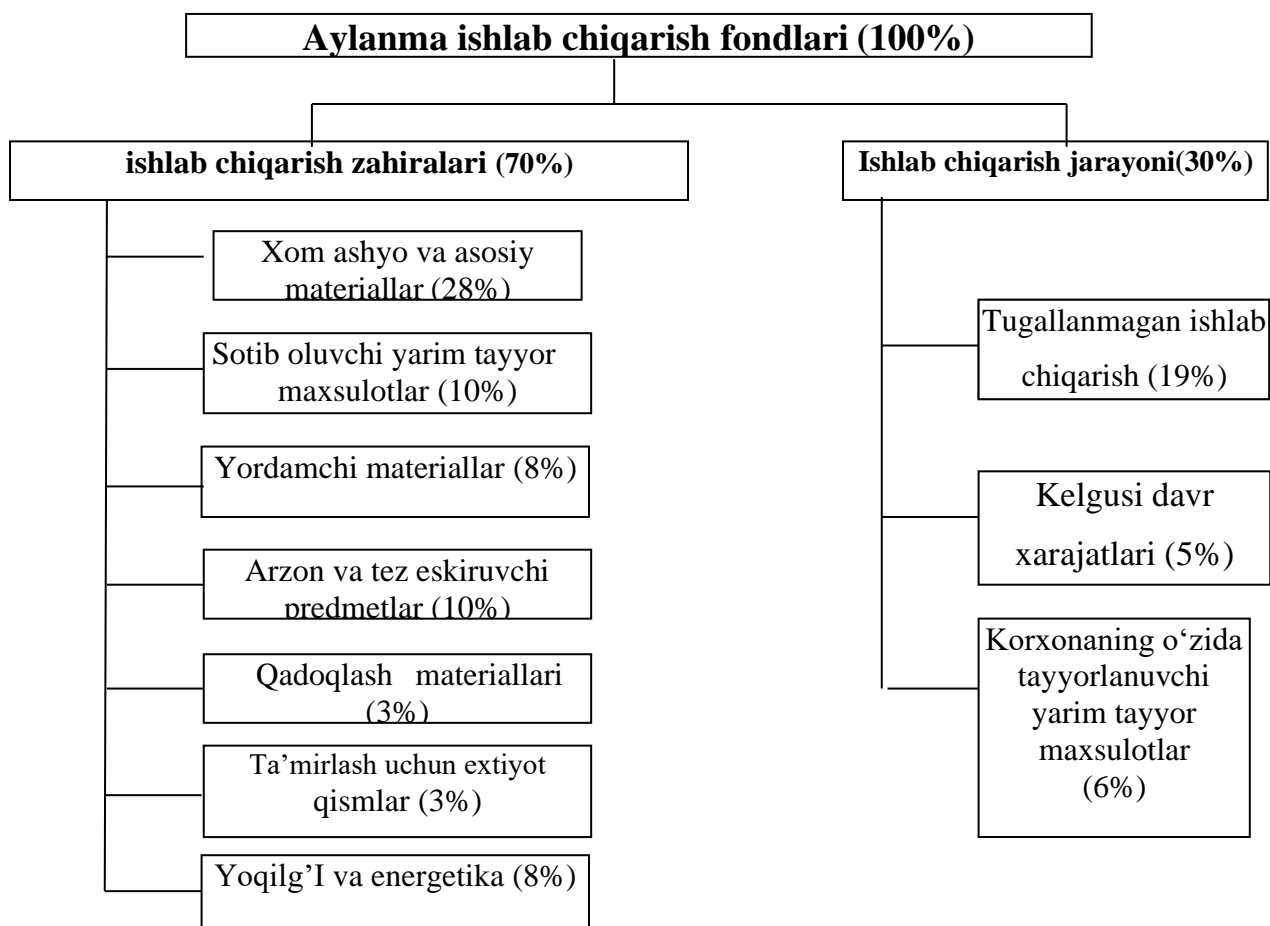 Aylanma ishlab chiqarish fondlari (100%)
ishlab chiqarish zahiralari (70%)
Xom ashyo va asosiy
materiallar (28%)
Sotib oluvchi yarim tayyor
maxsulotlar (10%)
Yordamchi materiallar (8%)
Arzon va tez eskiruvchi
predmetlar (10%)
Qadoqlash materiallari
(3%)
Ta’mirlash uchun extiyot
qismlar (3%)
Yoqilg’I va energetika (8%)
Ishlab chiqarish jarayoni(30%)
Tugallanmagan ishlab
chiqarish (19%)
Kelgusi davr
xarajatlari (5%)
Korxonaning o‘zida
tayyorlanuvchi
yarim tayyor
maxsulotlar
(6%)